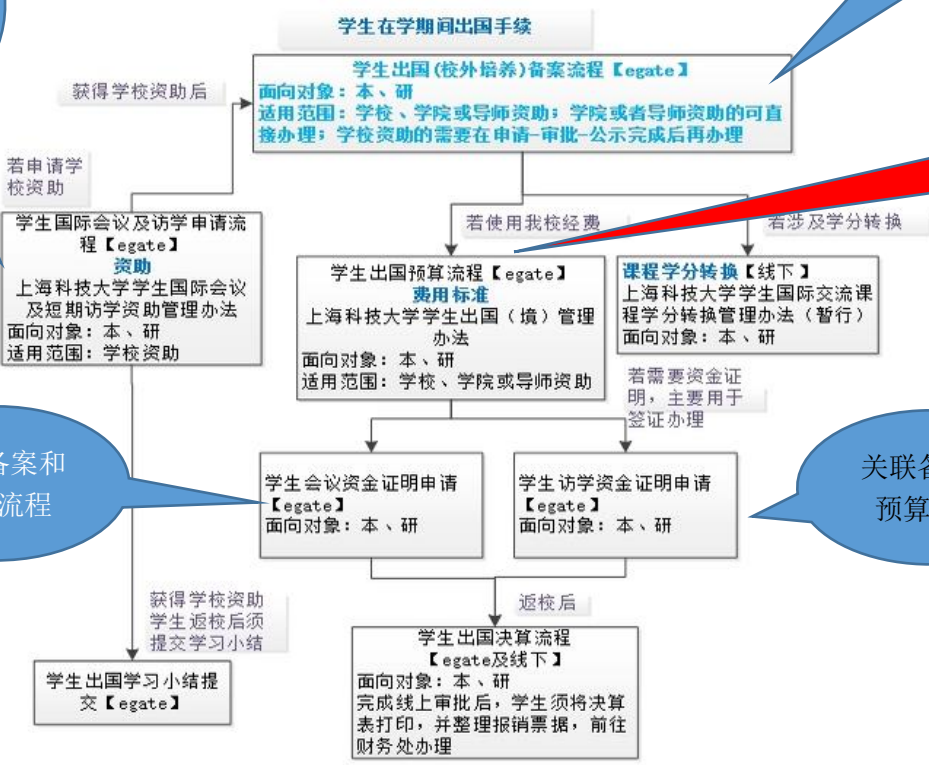 学生在学期间出国手续
学生出国(校外培养)备案流程【egate】
面向对象：本、研
适用范围：学校、学院或导师资助；学院或者导师资助的可直
接办理；学校资助的需要在申请-审批-公示完成后再办理
获得学校资助后
若申请学
校资助
学生国际会议及访学申请流
程【egate】
资助
上海科技大学学生国际会议
及短期访学资助管理办法
面向对象：本、研
适用范围：学校资助
若使用我校经费
若涉及学分转换
学生出国预算流程【egate】
费用标准
上海科技大学学生出国（境）管理
办法
面向对象：本、研
适用范围：学校、学院或导师资助
课程学分转换【线下】
上海科技大学学生国际交流课
程学分转换管理办法（暂行）
面向对象：本、研
若需要资金证
明，主要用于
签证办理
备案和
流程
学生会议资金证明申请
【egate】
面向对象：本、研
学生访学资金证明申请
【egate】
面向对象：本、研
关联备
预算
获得学校资助
学生返校后须
提交学习小结
返校后
学生出国学习小结提
交【egate】
学生出国决算流程
【egate及线下】
面向对象：本、研
完成线上审批后，学生须将决算
表打印，并整理报销票据，前往
财务处办理